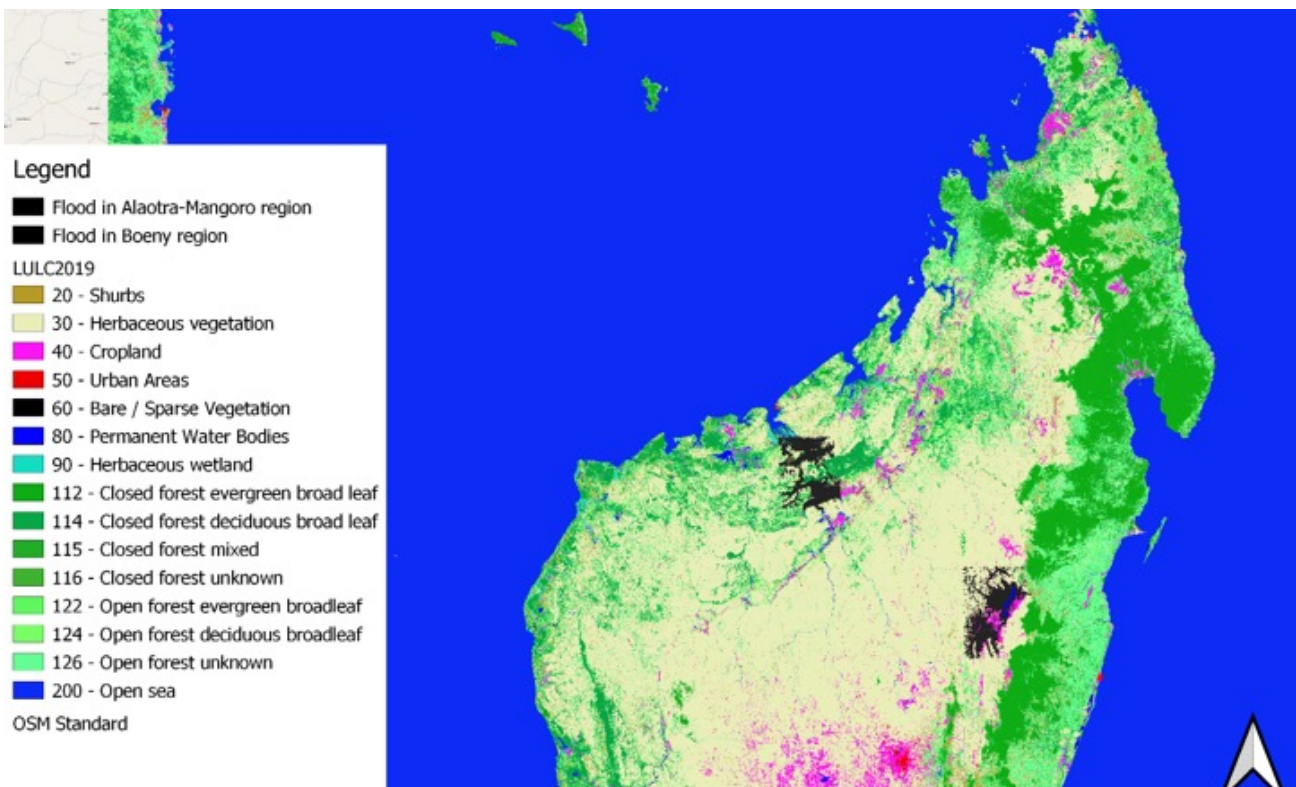 Legend
Flood in Alaotra-Mangoro region
Flood in Boeny region
LULC2019
20 - Shurbs
30 - Herbaceous vegetation
40 - Cropland
50 - Urban Areas
60 - Bare / Sparse Vegetation
80 - Permanent Water Bodies
90 - Herbaceous wetland
112 - Closed forest evergreen broad leaf
114 - Closed forest deciduous broad leaf
115 - Closed forest mixed
116 - Closed forest unknown
122 - Open forest evergreen broadleaf
124 - Open forest deciduous broadleaf
126 - Open forest unknown
200 - Open sea
OSM Standard